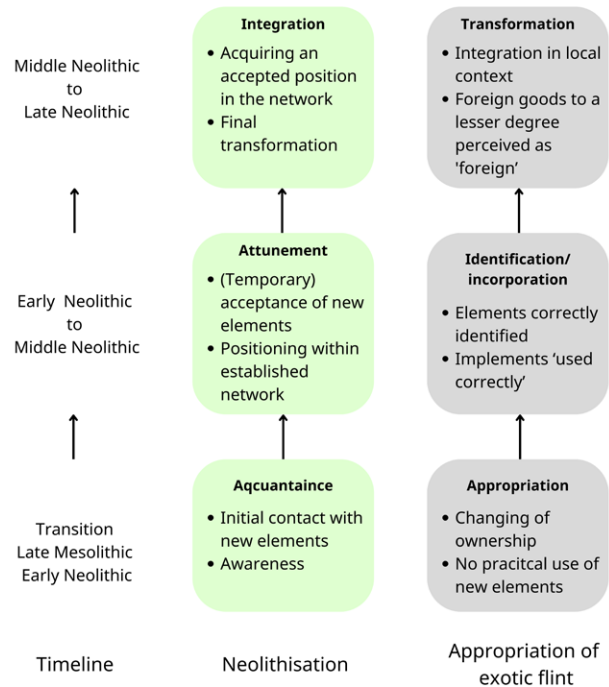 Middle Neolithic
to
Late Neolithic
Integration
• Acquiring an
accepted position
in the network
• Final
transformation
Transformation
• Integration in local
context
• Foreign goods to a
lesser degree
perceived as
'foreign’
Early Neolithic
to
Middle Neolithic
Attunement
• (Temporary)
acceptance of new
elements
• Positioning within
established
network
Identification/
incorporation
• Elements correctly
identified
• Implements ‘used
correctly’
Transition
Late Mesolithic
Early Neolithic
Aqcuantaince
• Initial contact with
new elements
• Awareness
Appropriation
• Changing of
ownership
• No pracitcal use of
new elements
Timeline
Neolithisation
Appropriation of
exotic flint